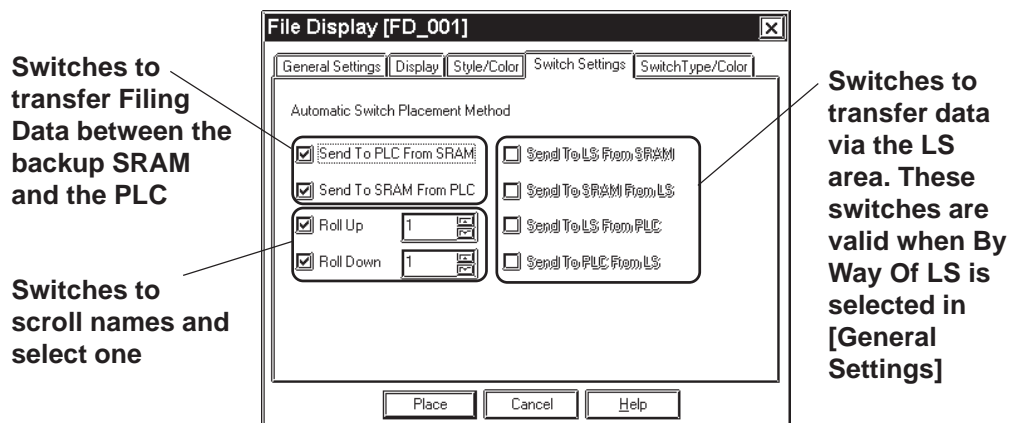 File Display [FD_001]
General Settings Display Style/Color Switch Settings SwitchType/Color
Switches to
transfer Filing
Data between the
backup SRAM
and the PLC
Automatic Switch Placement Method
Send To PLC From SRAM
Send To SRAM From PLC
Roll Up 1
Roll Down 1
Send To LS From SRAM
Send To SRAM From LS
Send To LS From PLC
Send To PLC From LS
Switches to
scroll names and
select one
Switches to
transfer data
via the LS
area. These
switches are
valid when By
Way Of LS is
selected in
[General
Settings]
Place Cancel Help